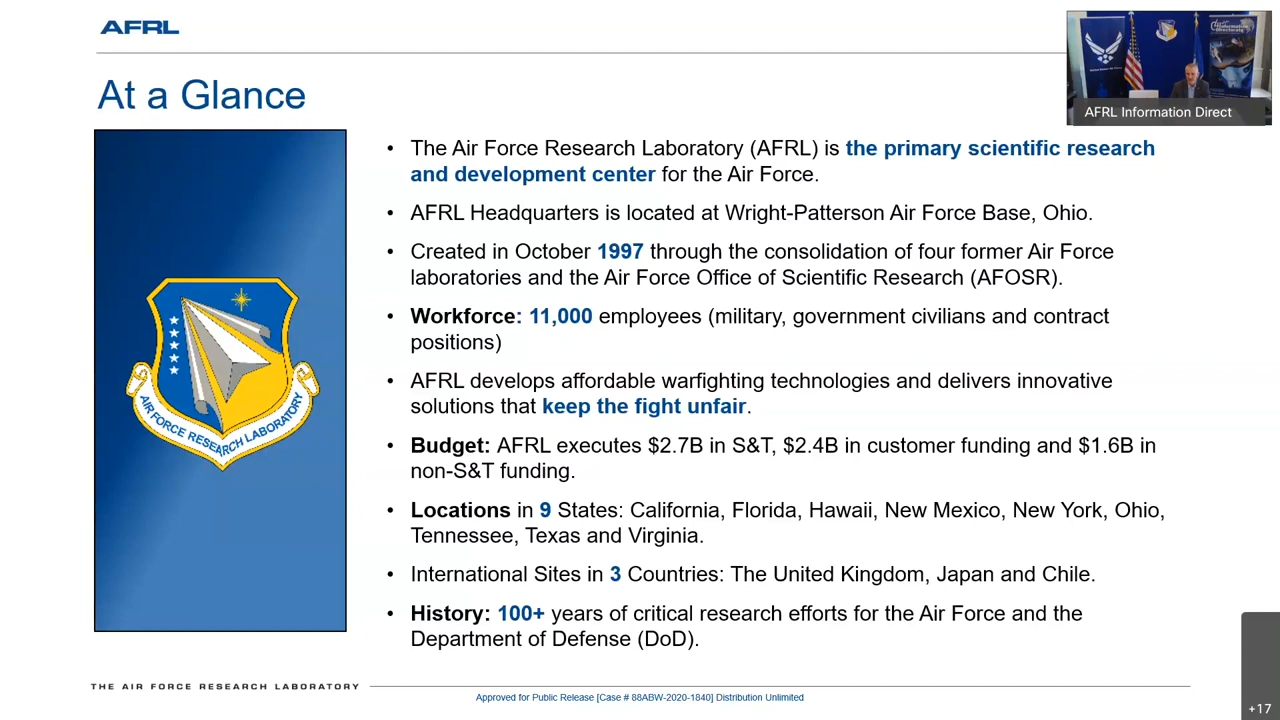 AFRL
At a Glance
AFRL Information Direct
• The Air Force Research Laboratory (AFRL) is the primary scientific research
and development center for the Air Force.
• AFRL Headquarters is located at Wright-Patterson Air Force Base, Ohio.
• Created in October 1997 through the consolidation of four former Air Force
laboratories and the Air Force Office of Scientific Research (AFOSR).
• Workforce: 11,000 employees (military, government civilians and contract
positions)
• AFRL develops affordable warfighting technologies and delivers innovative
solutions that keep the fight unfair.
• Budget: AFRL executes $2.7B in S&T, $2.4B in customer funding and $1.6B in
non-S&T funding.
• Locations in 9 States: California, Florida, Hawaii, New Mexico, New York, Ohio,
Tennessee, Texas and Virginia.
• International Sites in 3 Countries: The United Kingdom, Japan and Chile.
• History: 100+ years of critical research efforts for the Air Force and the
Department of Defense (DoD).
AIR FORCE RESEARCH LABORATORY
THE AIR FORCE RESEARCH LABORATORY
Approved for Public Release [Case # 88ABW-2020-1840] Distribution Unlimited
+17